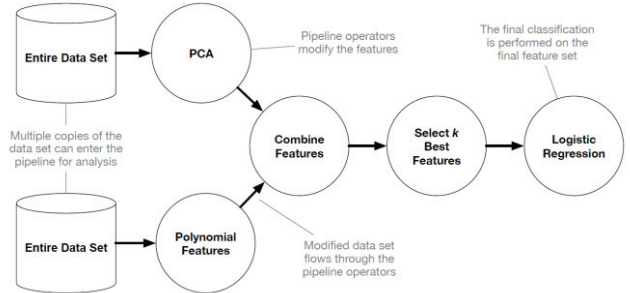 Entire Data Set
PCA
Pipeline operators
modify the features
The final classification
is performed on the
final feature set
Multiple copies of the
data set can enter the
pipeline for analysis
Combine
Features
Select k
Best
Features
Logistic
Regression
Entire Data Set
Polynomial
Features
Modified data set
flows through the
pipeline operators